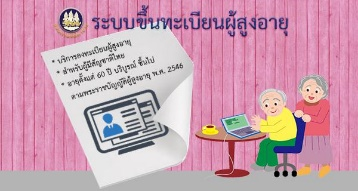 ระบบขึ้นทะเบียนผู้สูงอายุ
* บริการลงทะเบียนผู้สูงอายุ
* สำหรับผู้มีสัญชาติไทย
* อายุตั้งแต่ 60 ปี บริบูรณ์ ขึ้นไป
ตามพระราชบัญญัติผู้สูงอายุ พ.ศ. 2546